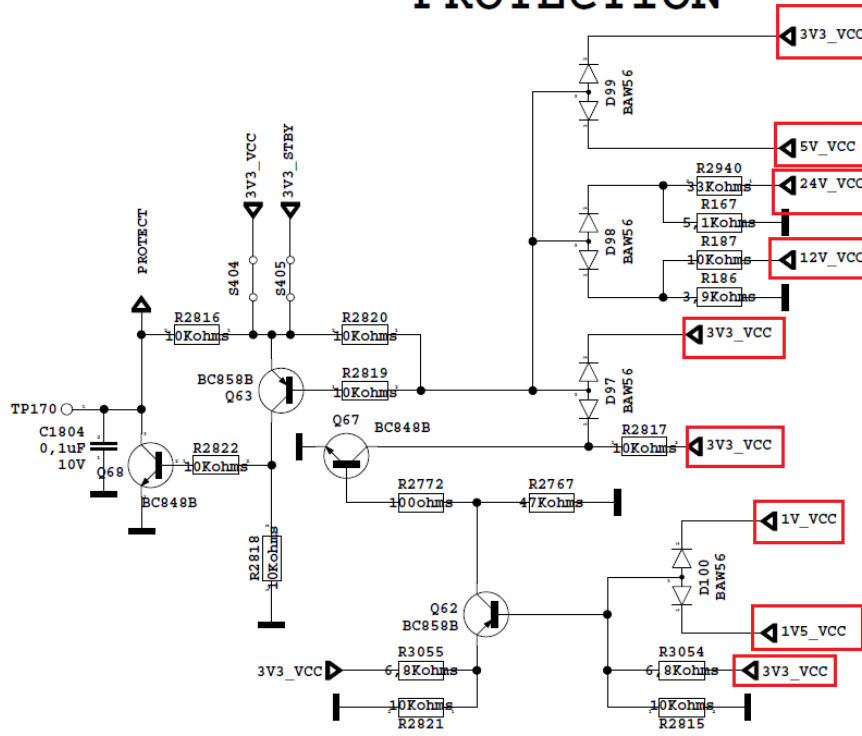 PROTECTION
3V3_VCC
D99
BAW56
5V_VCC
3V3_VCC
3V3_STBY
R2940
33Kohms
24V_VCC
PROTECT
R167
5,1Kohms
D98
BAW56
R187
10Kohms
12V_VCC
S404
S405
R186
3,9Kohms
R2816
10Kohms
R2820
10Kohms
3V3_VCC
BC858B
Q63
R2819
10Kohms
D97
BAW56
TP170
Q67
BC848B
R2817
10Kohms
3V3_VCC
C1804
0,1uF
10V
Q68
BC848B
R2822
10Kohms
R2772
100ohms
R2767
47Kohms
1V_VCC
R2818
10Kohms
D100
BAW56
Q62
BC858B
1V5_VCC
3V3_VCC
R3055
6,8Kohms
R3054
6,8Kohms
3V3_VCC
10Kohms
R2821
10Kohms
R2815